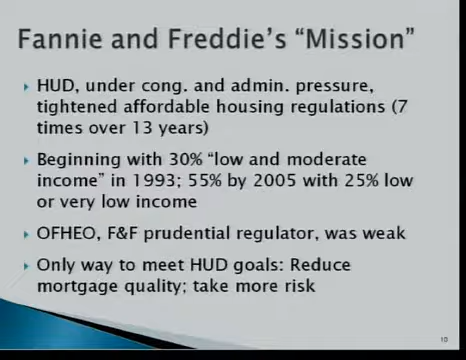 Fannie and Freddie's "Mission"
HUD, under cong. and admin. pressure,
tightened affordable housing regulations (7
times over 13 years)
Beginning with 30% "low and moderate
income" in 1993; 55% by 2005 with 25% low
or very low income
OFHEO, F&F prudential regulator, was weak
Only way to meet HUD goals: Reduce
mortgage quality; take more risk
10